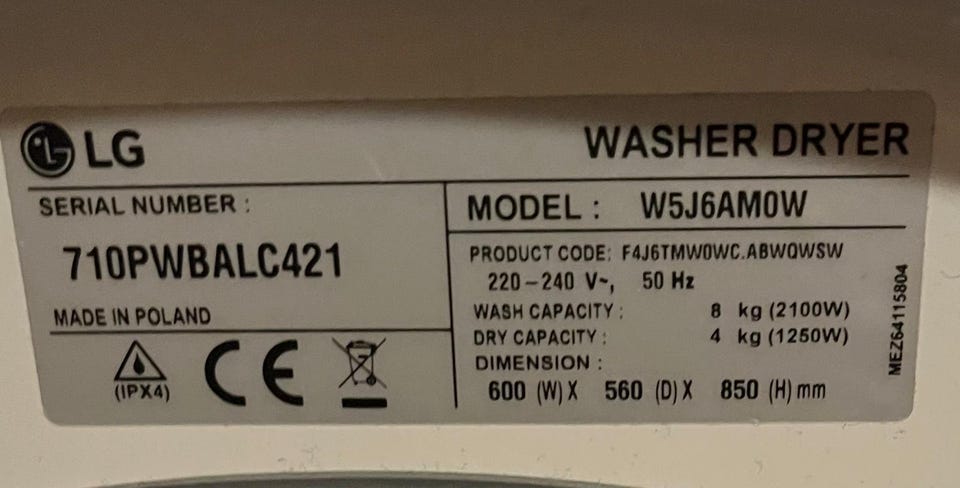 LG
WASHER DRYER
SERIAL NUMBER :
710PWBALC421
MADE IN POLAND
(IPX4)
CE
MODEL : W5J6AM0W
PRODUCT CODE: F4J6TMW0WC.ABWQWSW
220-240 V~, 50 Hz
WASH CAPACITY : 8 kg (2100W)
DRY CAPACITY : 4 kg (1250W)
DIMENSION :
600 (W) X 560 (D) X 850 (H) mm
MEZ64115804